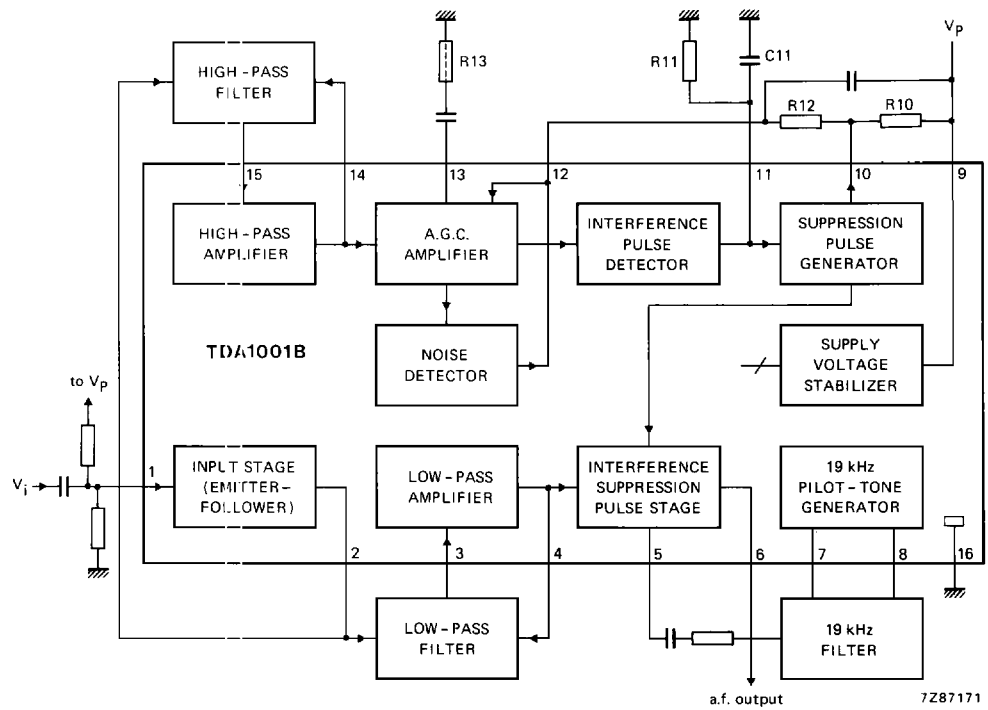 V_P
R13
R11
C11
HIGH-PASS
FILTER
R12
R10
15
14
13
12
11
10
9
HIGH-PASS
AMPLIFIER
A.G.C.
AMPLIFIER
INTERFERENCE
PULSE
DETECTOR
SUPPRESSION
PULSE
GENERATOR
TDA1001B
NOISE
DETECTOR
SUPPLY
VOLTAGE
STABILIZER
to V_P
V_i
1
INPUT STAGE
(EMITTER-
FOLLOWER)
LOW-PASS
AMPLIFIER
INTERFERENCE
SUPPRESSION
PULSE STAGE
19 kHz
PILOT-TONE
GENERATOR
2
3
4
5
6
7
8
16
LOW-PASS
FILTER
19 kHz
FILTER
a.f. output
7Z87171